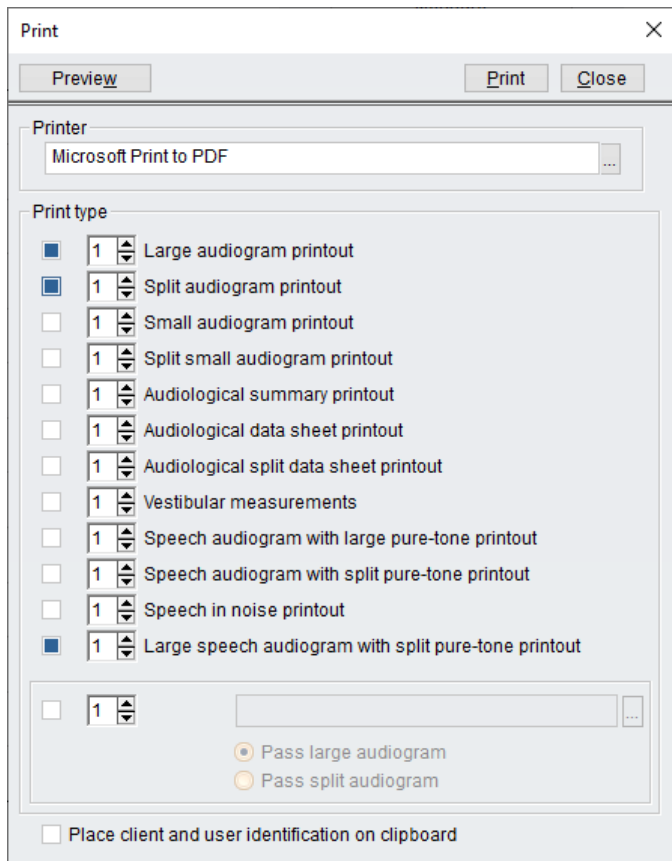 Print
Preview Print Close
Printer
Microsoft Print to PDF ...
Print type
1 Large audiogram printout
1 Split audiogram printout
1 Small audiogram printout
1 Split small audiogram printout
1 Audiological summary printout
1 Audiological data sheet printout
1 Audiological split data sheet printout
1 Vestibular measurements
1 Speech audiogram with large pure-tone printout
1 Speech audiogram with split pure-tone printout
1 Speech in noise printout
1 Large speech audiogram with split pure-tone printout
1 ...
Pass large audiogram
Pass split audiogram
Place client and user identification on clipboard